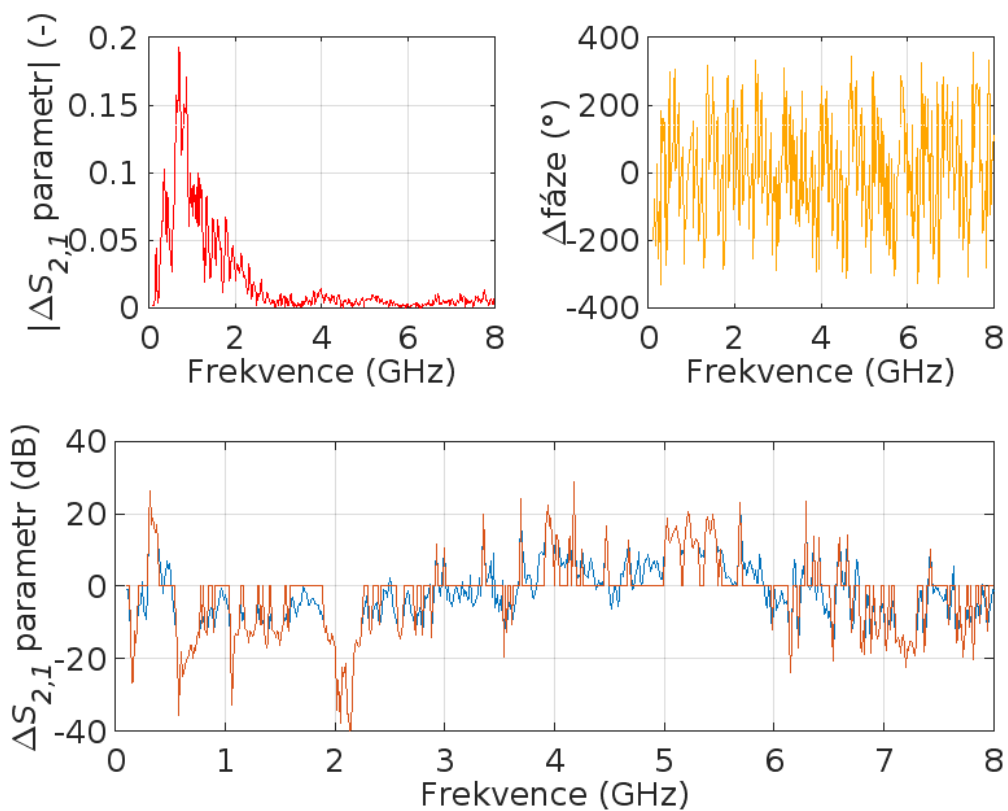 |ΔS2,1 parametr| (-)
0.2
0.15
0.1
0.05
0
0 2 4 6 8
Frekvence (GHz)
Δfáze (°)
400
200
0
-200
-400
0 2 4 6 8
Frekvence (GHz)
ΔS2,1 parametr (dB)
40
20
0
-20
-40
0 1 2 3 4 5 6 7 8
Frekvence (GHz)